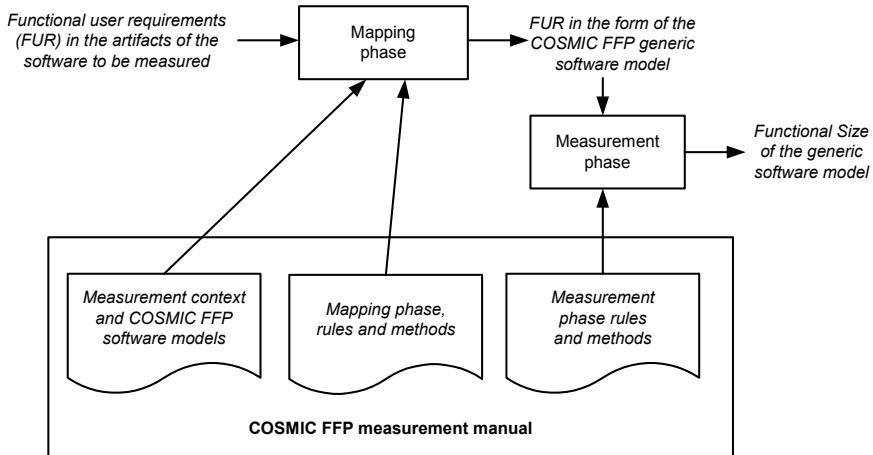 Functional user requirements
(FUR) in the artifacts of the
software to be measured
Mapping
phase
FUR in the form of the
COSMIC FFP generic
software model
Measurement
phase
Functional Size
of the generic
software model
Measurement context
and COSMIC FFP
software models
Mapping phase,
rules and methods
Measurement
phase rules
and methods
COSMIC FFP measurement manual